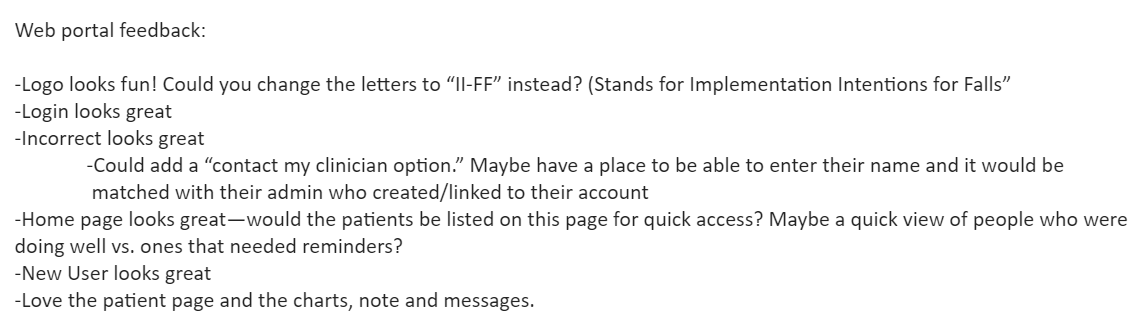 Web portal feedback:
-Logo looks fun! Could you change the letters to “II-FF” instead? (Stands for Implementation Intentions for Falls”
-Login looks great
-Incorrect looks great
-Could add a “contact my clinician option.” Maybe have a place to be able to enter their name and it would be
matched with their admin who created/linked to their account
-Home page looks great—would the patients be listed on this page for quick access? Maybe a quick view of people who were
doing well vs. ones that needed reminders?
-New User looks great
-Love the patient page and the charts, note and messages.